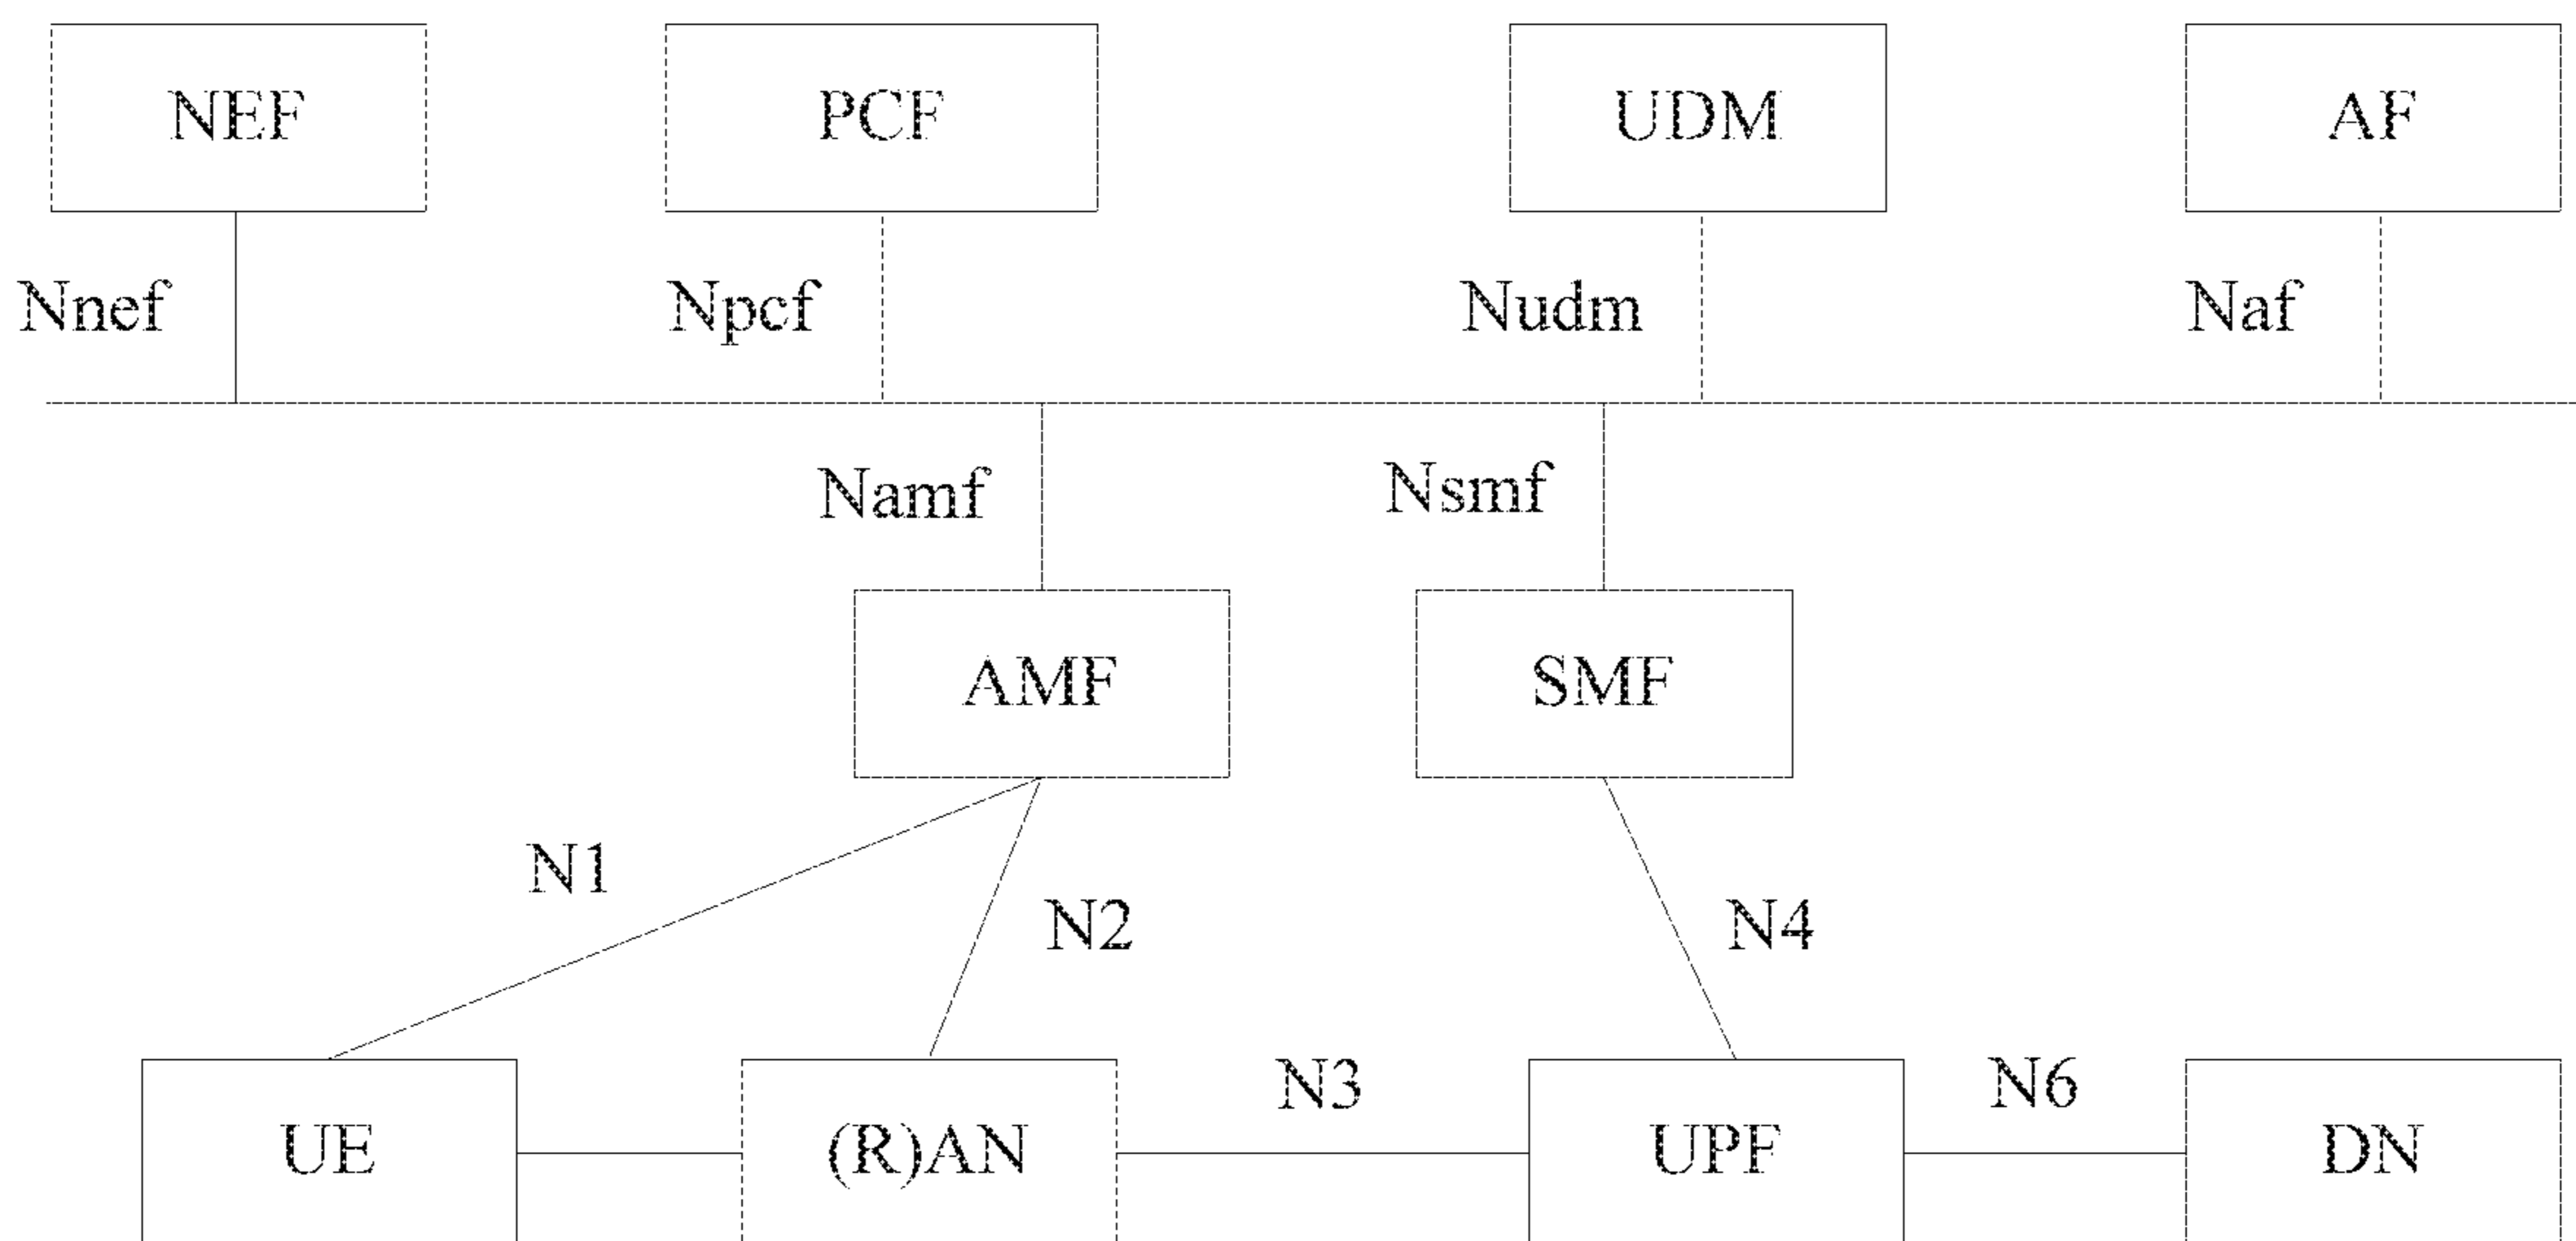 NEF PCF UDM AF
Nnef Npcf Nudm Naf
Namf Nsmf
AMF SMF
N1
N2 N4
N3 N6
UE (R)AN UPF DN